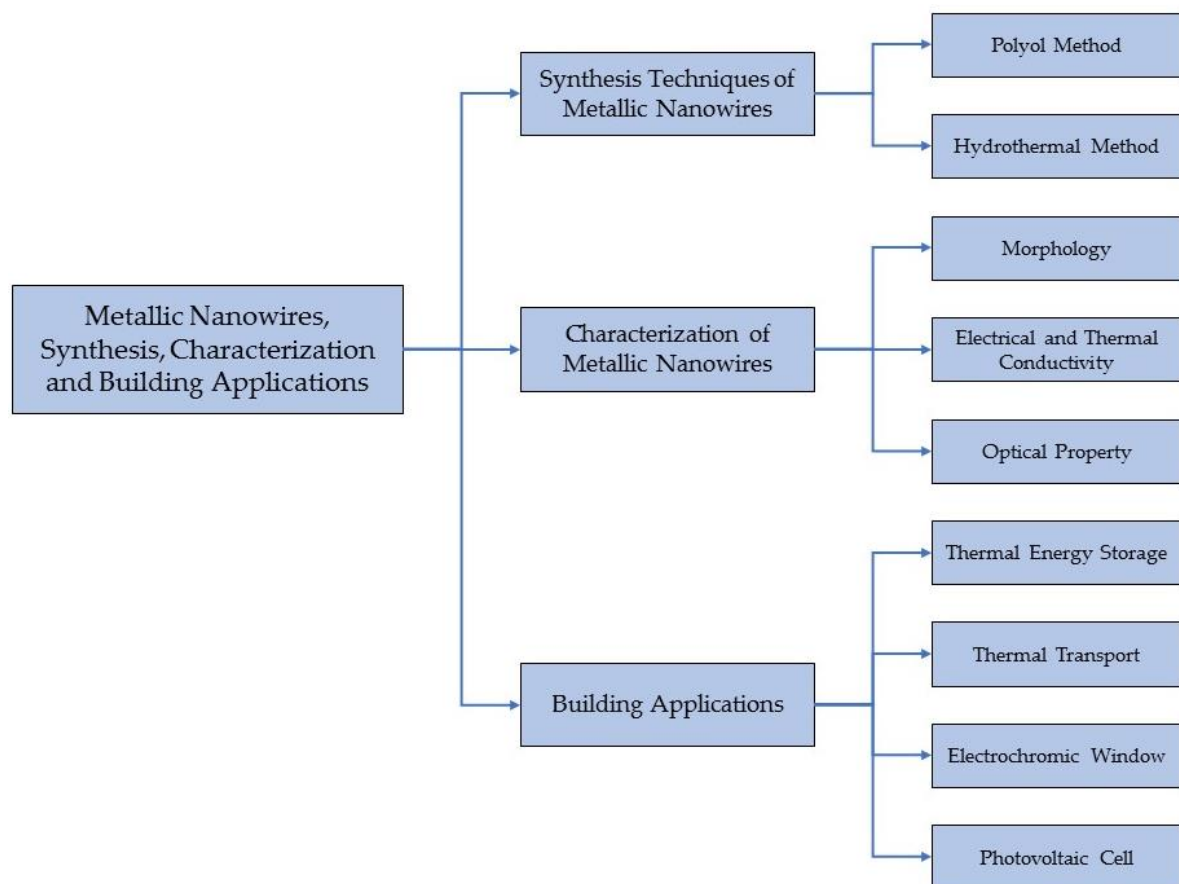 Metallic Nanowires,
Synthesis, Characterization
and Building Applications
Synthesis Techniques of
Metallic Nanowires
Polyol Method
Hydrothermal Method
Characterization of
Metallic Nanowires
Morphology
Electrical and Thermal
Conductivity
Optical Property
Building Applications
Thermal Energy Storage
Thermal Transport
Electrochromic Window
Photovoltaic Cell